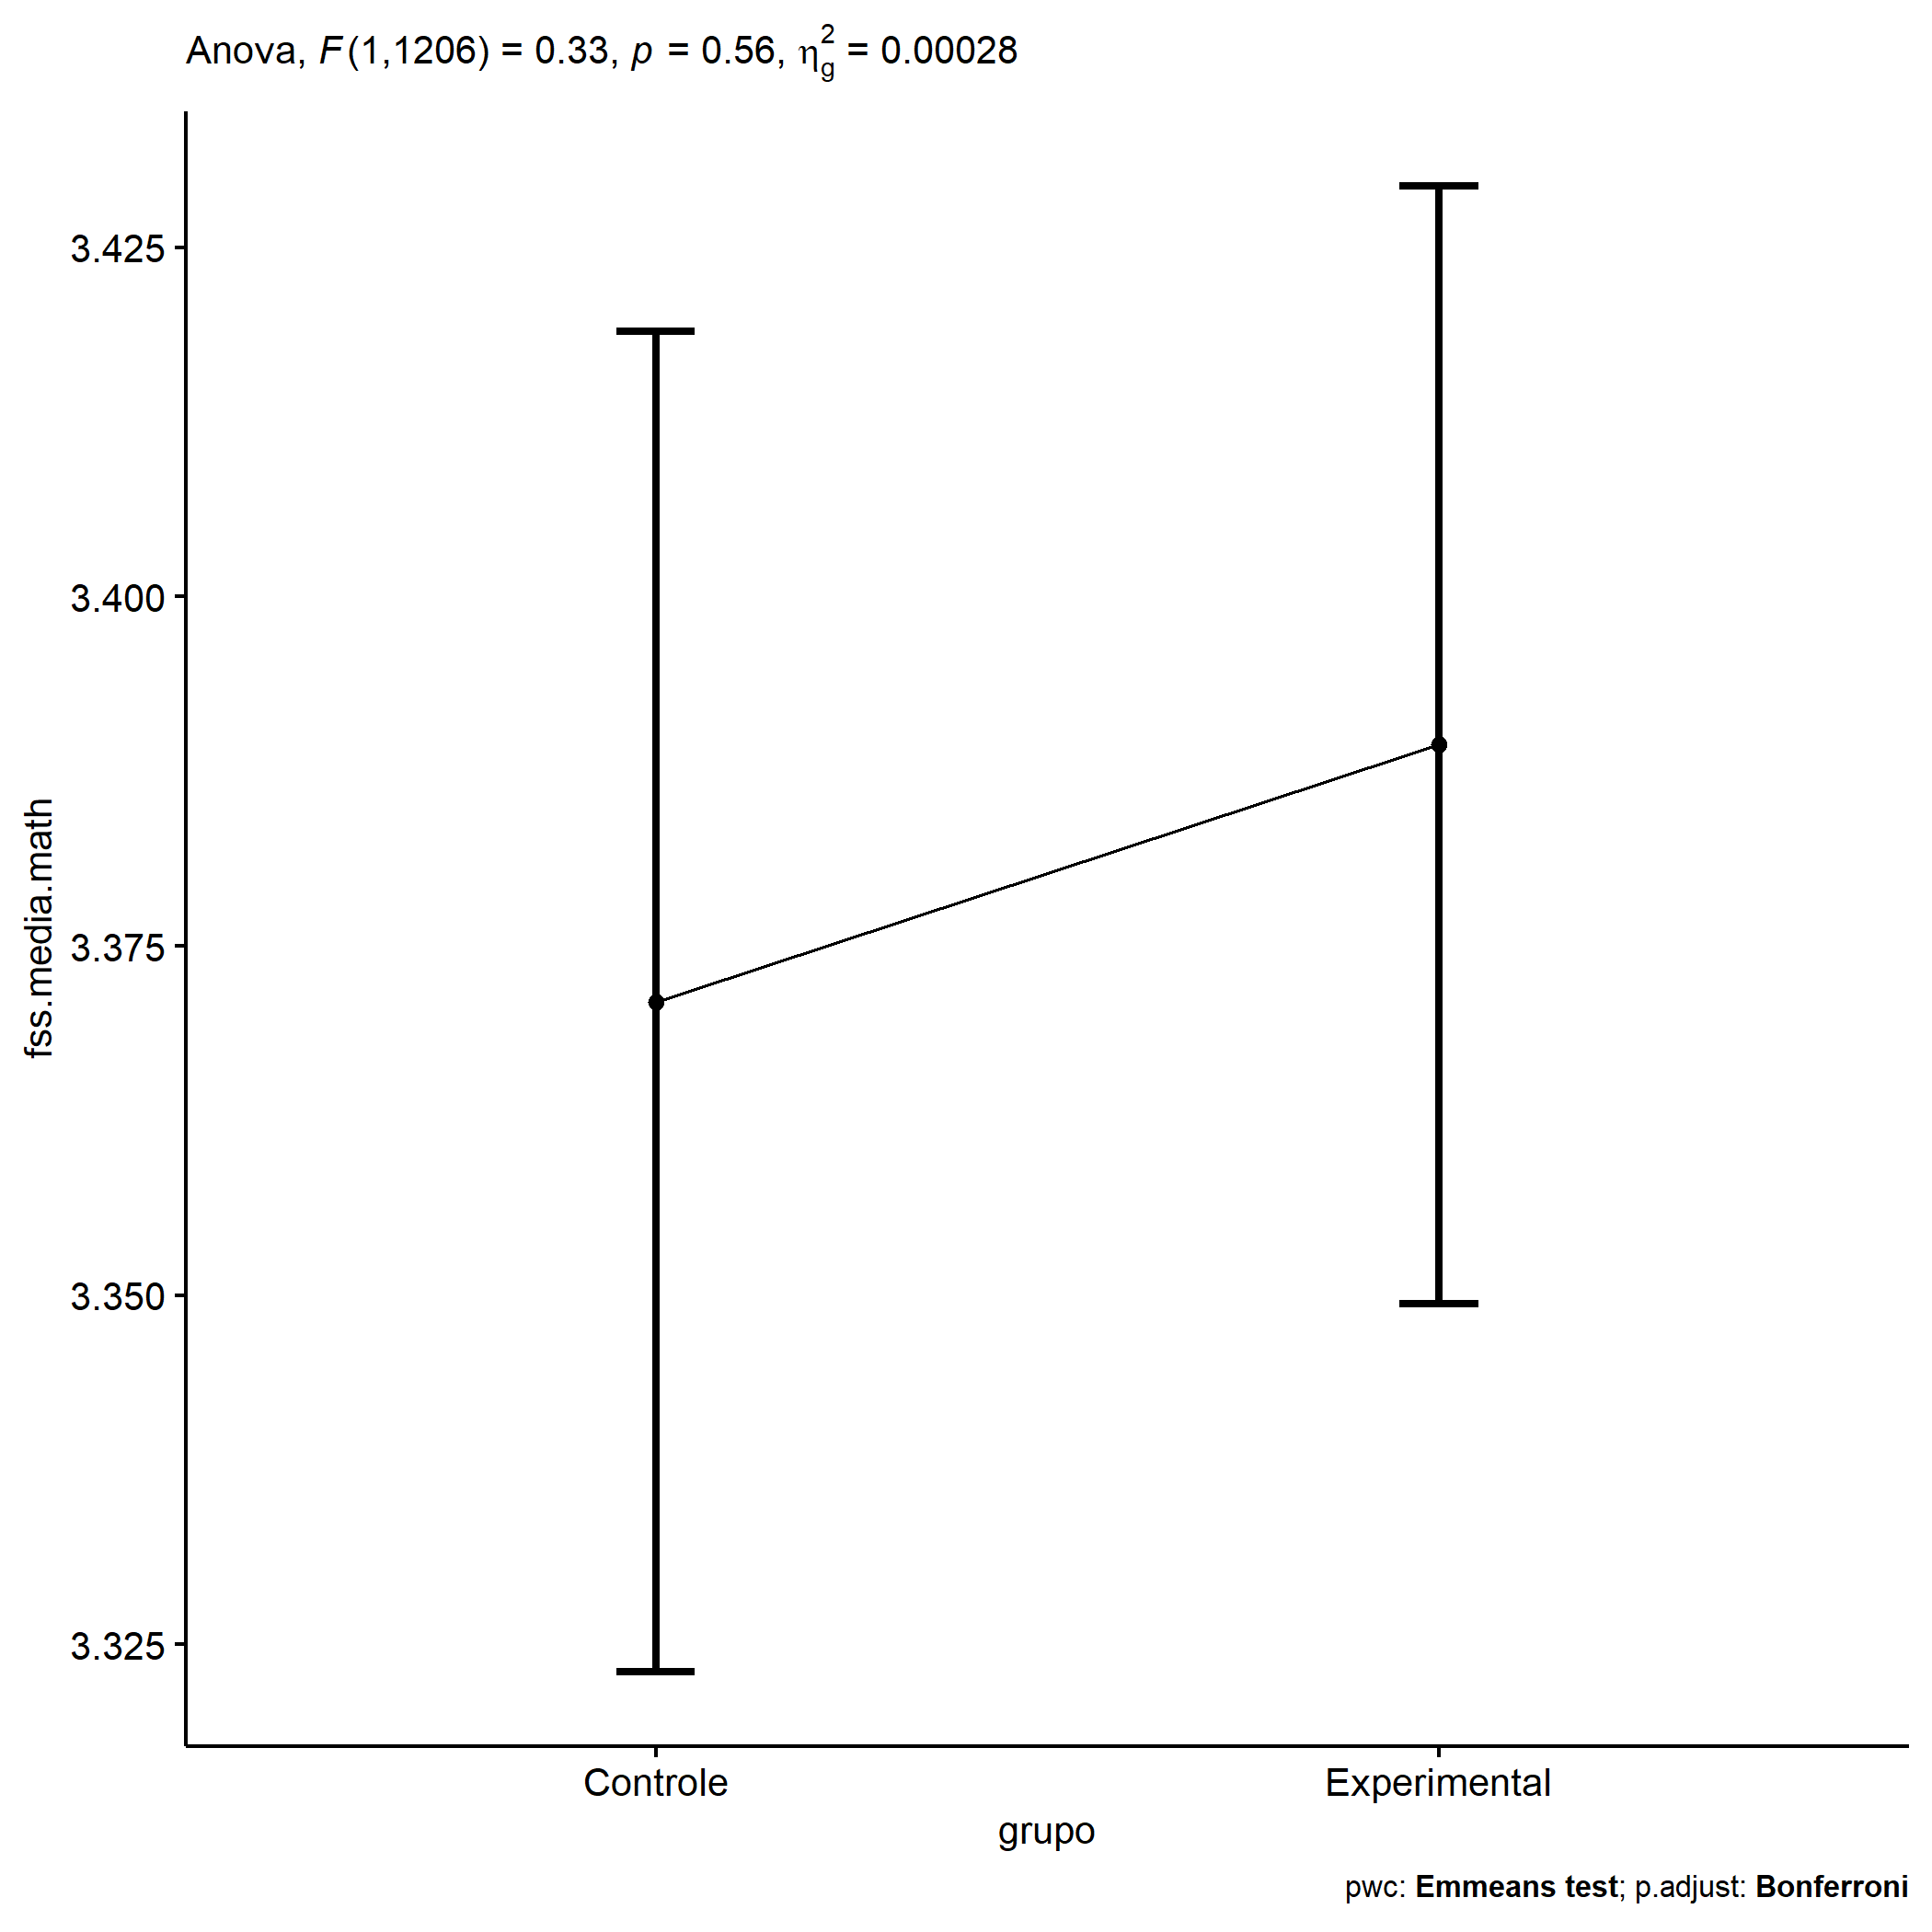 Anova, F(1,1206) = 0.33, p = 0.56, η²g = 0.00028
fss.media.math
3.425
3.400
3.375
3.350
3.325
Controle Experimental
grupo
pwc: Emmeans test; p.adjust: Bonferroni